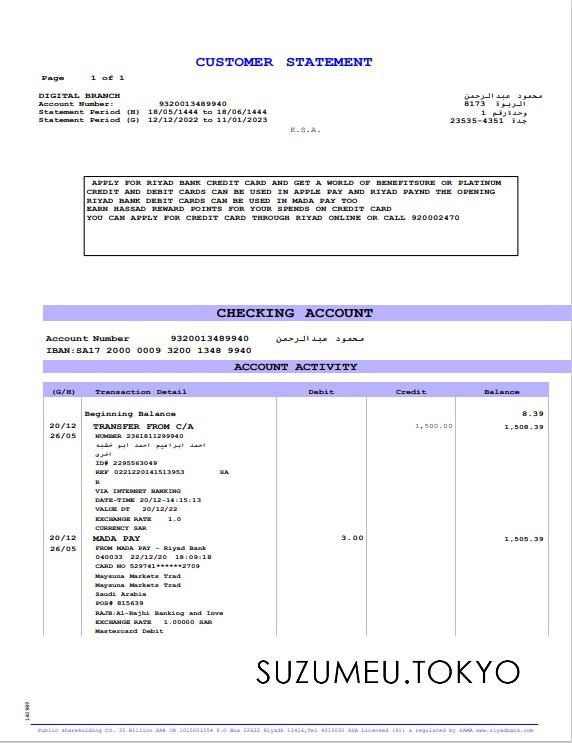 CUSTOMER STATEMENT
Page 1 of 1
DIGITAL BRANCH
محمود عبدالرحمن
Account Number: 9320013489940
الربوة 8173
Statement Period (H) 18/05/1444 to 18/06/1444
وحدةرقم 1
Statement Period (G) 12/12/2022 to 11/01/2023
جدة 23535-4351
K.S.A.
APPLY FOR RIYAD BANK CREDIT CARD AND GET A WORLD OF BENEFITSURE OR PLATINUM
CREDIT AND DEBIT CARDS CAN BE USED IN APPLE PAY AND RIYAD PAYND THE OPENING
RIYAD BANK DEBIT CARDS CAN BE USED IN MADA PAY TOO
EARN HASSAD REWARD POINTS FOR YOUR SPENDS ON CREDIT CARD
YOU CAN APPLY FOR CREDIT CARD THROUGH RIYAD ONLINE OR CALL 920002470
CHECKING ACCOUNT
Account Number 9320013489940 محمود عبدالرحمن
IBAN:SA17 2000 0009 3200 1348 9940
ACCOUNT ACTIVITY
(G/H) Transaction Detail Debit Credit Balance
Beginning Balance 8.39
20/12 TRANSFER FROM C/A 1,500.00 1,508.39
26/05 NUMBER 2361811299940
احمد ابراهيم احمد ابو خشبه
اخرى
ID# 2295563049
REF 0221220141513953 SA
R
VIA INTERNET BANKING
DATE-TIME 20/12-14:15:13
VALUE DT 20/12/22
EXCHANGE RATE 1.0
CURRENCY SAR
20/12 MADA PAY 3.00 1,505.39
26/05 FROM MADA PAY - Riyad Bank
040033 22/12/20 18:09:18
CARD NO 529741******2709
Maysuna Markets Trad
Maysuna Markets Trad
Saudi Arabia
POS# 815639
RAJB:Al-Rajhi Banking and Inve
EXCHANGE RATE 1.00000 SAR
Mastercard Debit
SUZUMEU.TOKYO
Public shareholding CO. 30 Billion SAR CR 1010001054 P.O Box 22622 Riyadh 11416,Tel 4013030 KSA Licensed (91) a regulated by SAMA www.riyadbank.com